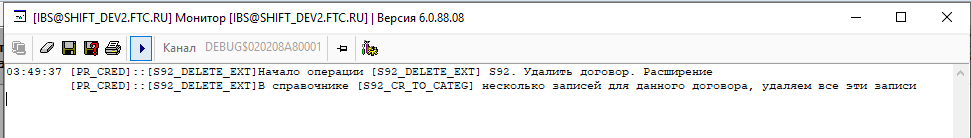 [IBS@SHIFT_DEV2.FTC.RU] Монитор [IBS@SHIFT_DEV2.FTC.RU] | Версия 6.0.88.08
Канал DEBUG$020208A80001
03:49:37 [PR_CRED]::[S92_DELETE_EXT]Начало операции [S92_DELETE_EXT] S92. Удалить договор. Расширение
[PR_CRED]::[S92_DELETE_EXT]В справочнике [S92_CR_TO_CATEG] несколько записей для данного договора, удаляем все эти записи